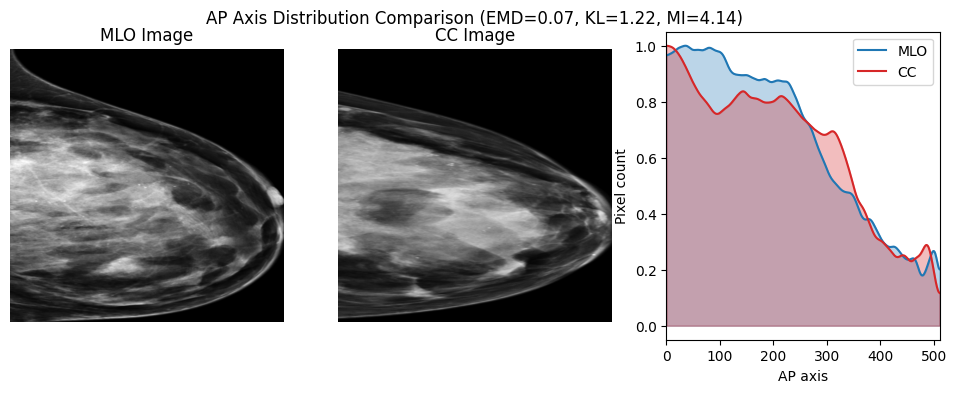 AP Axis Distribution Comparison (EMD=0.07, KL=1.22, MI=4.14)
MLO Image
CC Image
MLO
CC
Pixel count
1.0
0.8
0.6
0.4
0.2
0.0
0 100 200 300 400 500
AP axis